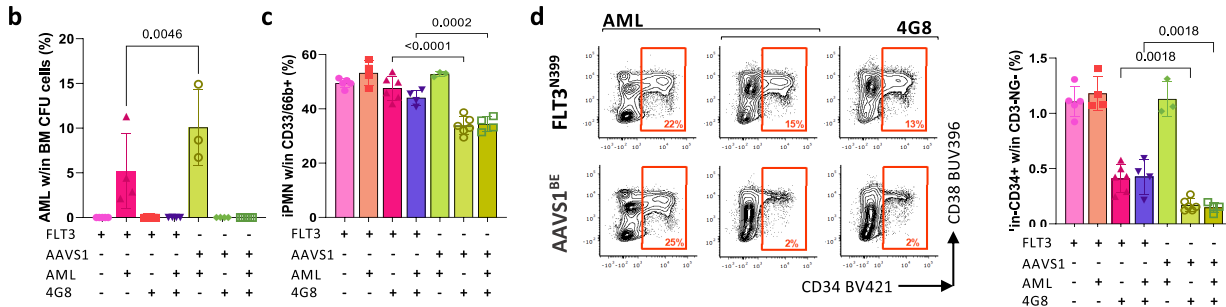 b
AML w/in BM CFU cells (%)
20
15
10
5
0
0.0046
FLT3 + + + + - - -
AAVS1 - - - - + + +
AML - + - + + - +
4G8 - - + + - + +
c
iPMN w/in CD33/66b+ (%)
60
40
20
0
0.0002
<0.0001
FLT3 + + + + - - -
AAVS1 - - - - + + +
AML - + - + - - +
4G8 - - + + - + +
d
AML
4G8
FLT3N399
22%
15%
13%
AAVS1BE
25%
2%
2%
CD38 BUV396
CD34 BV421
lin-CD34+ w/in CD3-NG-
1.5
1.0
0.5
0.0
0.0018
0.0018
FLT3 + + + + - - -
AAVS1 - - - - + + +
AML - + - + - - +
4G8 - - + + - + +